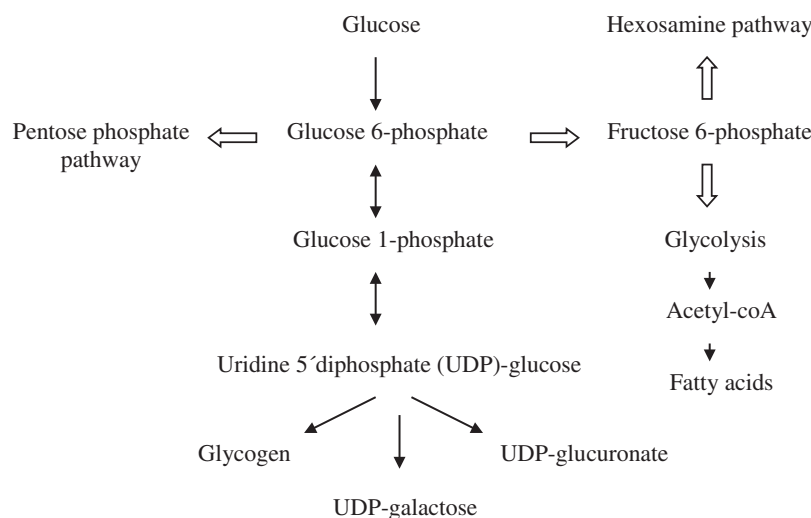 Glucose
Hexosamine pathway
Pentose phosphate
pathway
Glucose 6-phosphate
Fructose 6-phosphate
Glucose 1-phosphate
Glycolysis
Acetyl-coA
Uridine 5´diphosphate (UDP)-glucose
Fatty acids
Glycogen
UDP-glucuronate
UDP-galactose